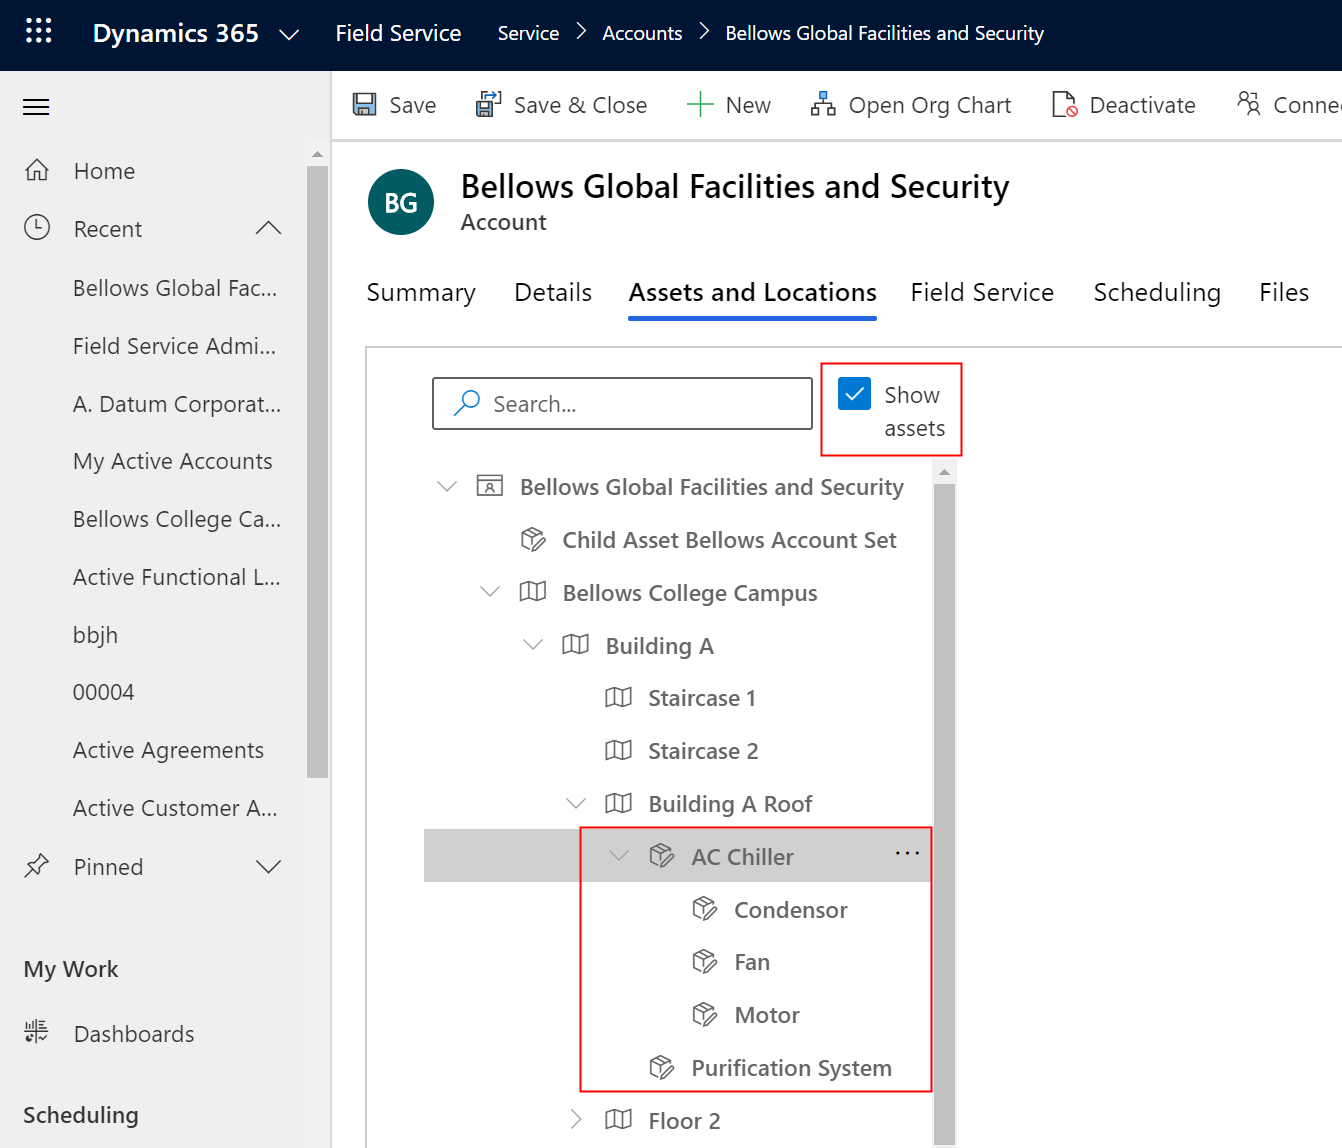 Dynamics 365 Field Service Service Accounts Bellows Global Facilities and Security
Save Save & Close New Open Org Chart Deactivate Conne
Home
Recent
Bellows Global Fac...
Field Service Admi...
A. Datum Corporat...
My Active Accounts
Bellows College Ca...
Active Functional L...
bbjh
00004
Active Agreements
Active Customer A...
Pinned
My Work
Dashboards
Scheduling
BG
Bellows Global Facilities and Security
Account
Summary Details Assets and Locations Field Service Scheduling Files
Search...
Show
assets
Bellows Global Facilities and Security
Child Asset Bellows Account Set
Bellows College Campus
Building A
Staircase 1
Staircase 2
Building A Roof
AC Chiller ...
Condensor
Fan
Motor
Purification System
Floor 2